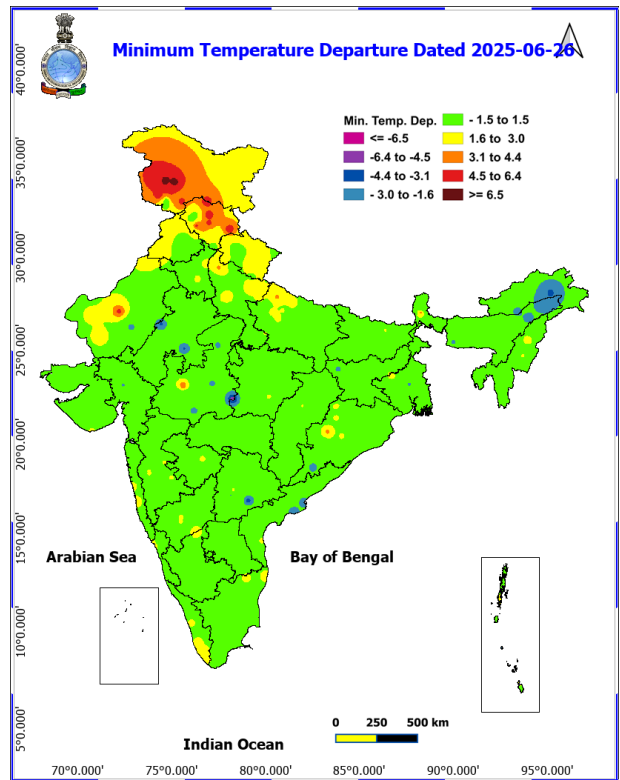 Minimum Temperature Departure Dated 2025-06-26
Min. Temp. Dep.
<= -6.5
-6.4 to -4.5
-4.4 to -3.1
- 3.0 to -1.6
- 1.5 to 1.5
1.6 to 3.0
3.1 to 4.4
4.5 to 6.4
>= 6.5
40°0.000'
35°0.000'
30°0.000'
25°0.000'
20°0.000'
15°0.000'
10°0.000'
5°0.000'
Arabian Sea
Bay of Bengal
Indian Ocean
0 250 500 km
70°0.000' 75°0.000' 80°0.000' 85°0.000' 90°0.000' 95°0.000'